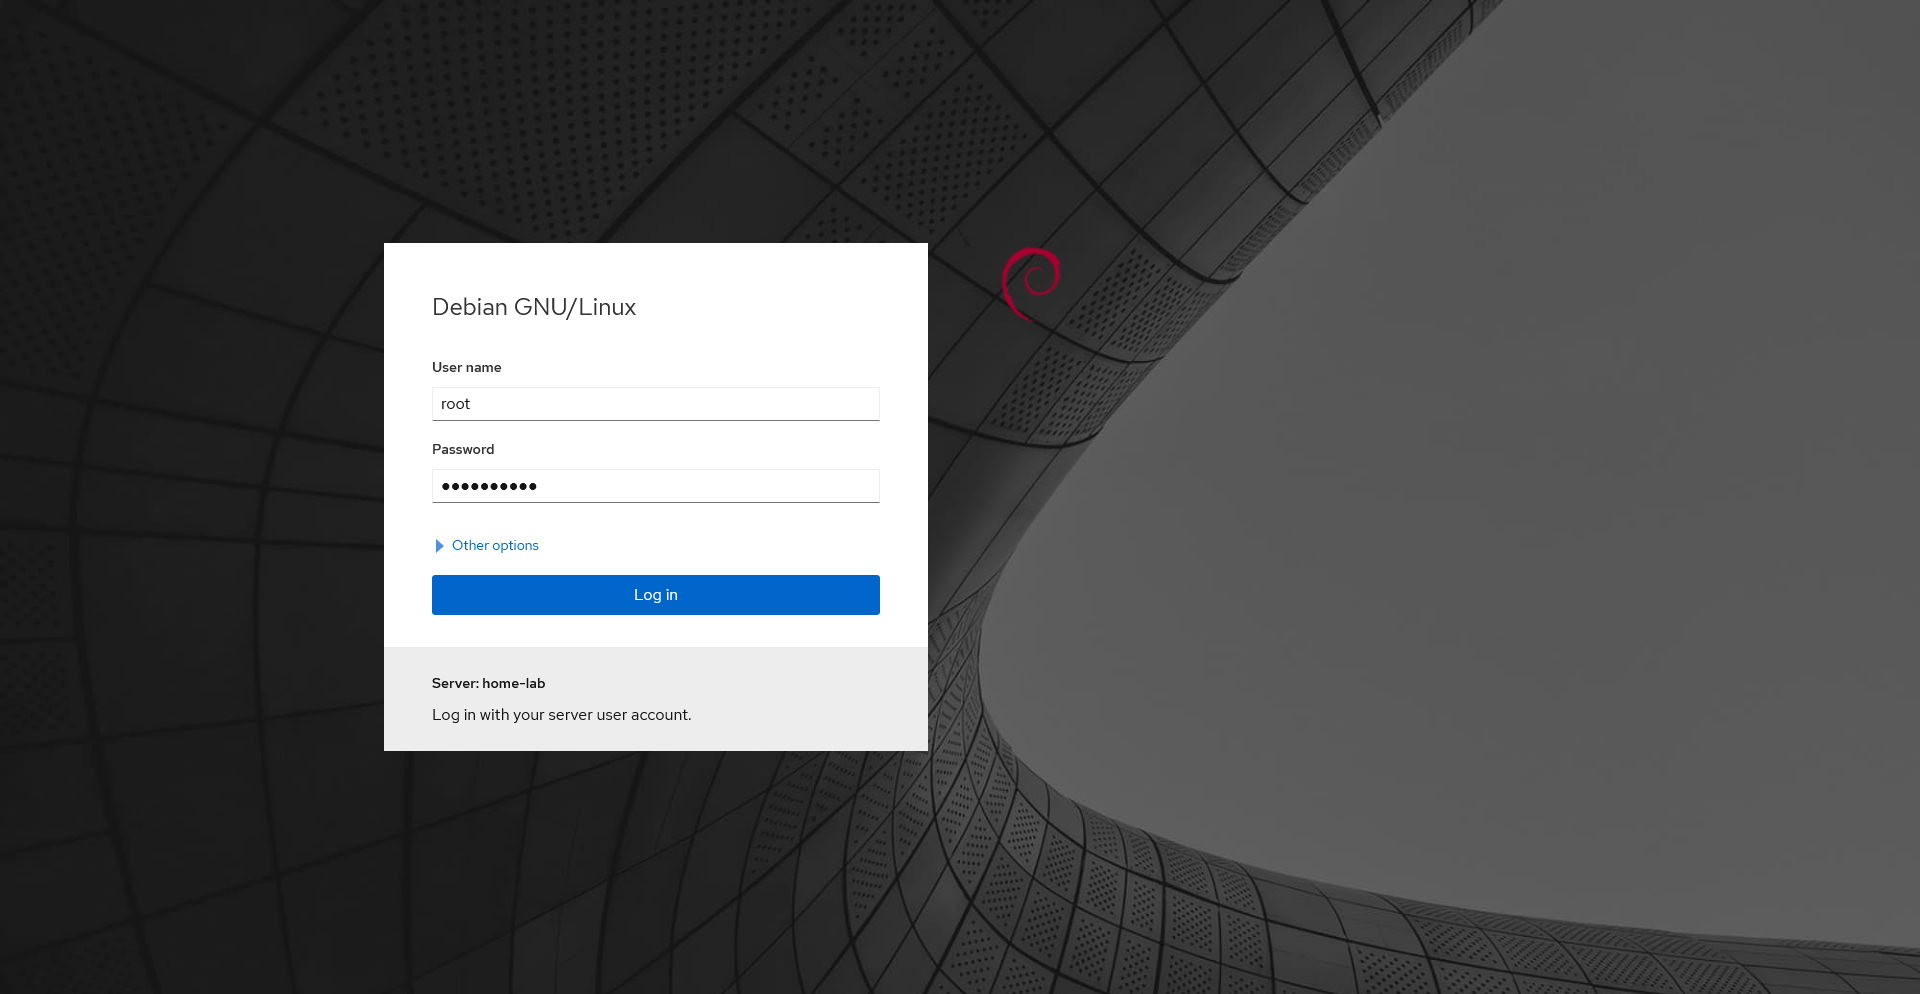 Debian GNU/Linux
User name
root
Password
••••••••••
Other options
Log in
Server: home-lab
Log in with your server user account.